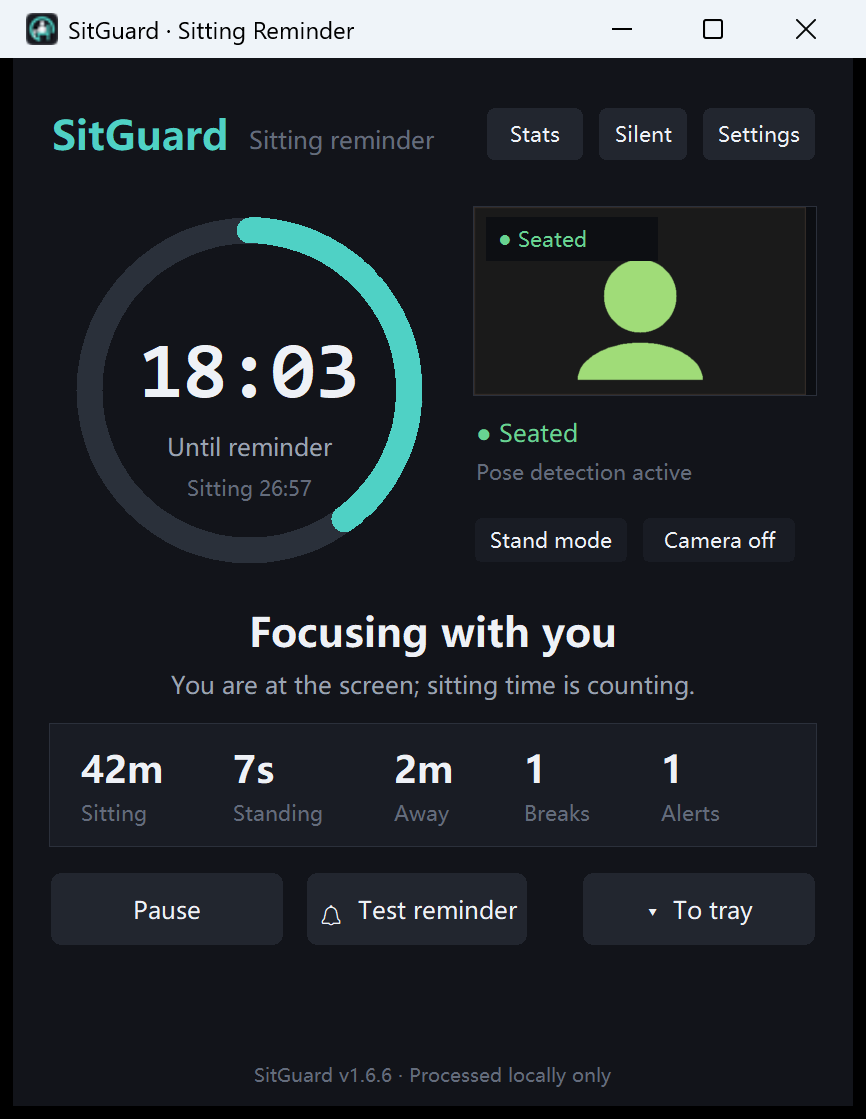 SitGuard · Sitting Reminder
SitGuard Sitting reminder
Stats Silent Settings
18:03
Until reminder
Sitting 26:57
● Seated
● Seated
Pose detection active
Stand mode Camera off
Focusing with you
You are at the screen; sitting time is counting.
42m 7s 2m 1 1
Sitting Standing Away Breaks Alerts
Pause Test reminder ▼ To tray
SitGuard v1.6.6 · Processed locally only